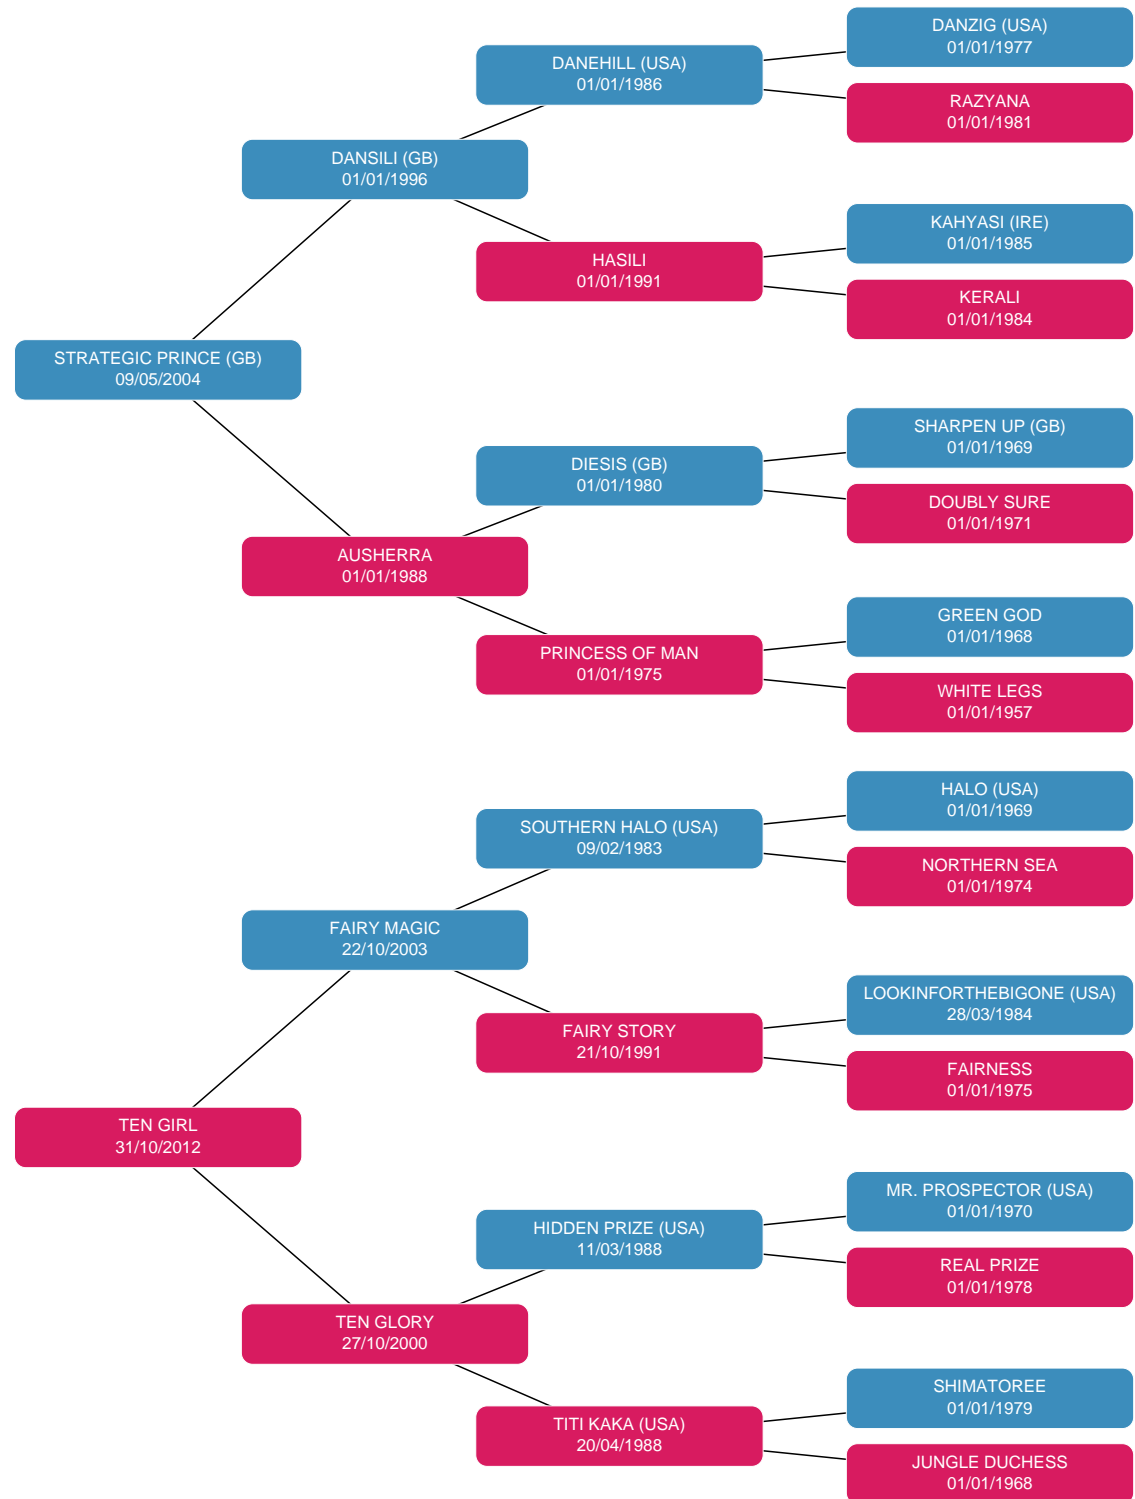 DANZIG (USA)
01/01/1977
DANEHILL (USA)
01/01/1986
RAZYANA
01/01/1981
DANSILI (GB)
01/01/1996
KAHYASI (IRE)
01/01/1985
HASILI
01/01/1991
KERALI
01/01/1984
STRATEGIC PRINCE (GB)
09/05/2004
SHARPEN UP (GB)
01/01/1969
DIESIS (GB)
01/01/1980
DOUBLY SURE
01/01/1971
AUSHERRA
01/01/1988
GREEN GOD
01/01/1968
PRINCESS OF MAN
01/01/1975
WHITE LEGS
01/01/1957
HALO (USA)
01/01/1969
SOUTHERN HALO (USA)
09/02/1983
NORTHERN SEA
01/01/1974
FAIRY MAGIC
22/10/2003
LOOKINFORTHEBIGONE (USA)
28/03/1984
FAIRY STORY
21/10/1991
FAIRNESS
01/01/1975
TEN GIRL
31/10/2012
MR. PROSPECTOR (USA)
01/01/1970
HIDDEN PRIZE (USA)
11/03/1988
REAL PRIZE
01/01/1978
TEN GLORY
27/10/2000
SHIMATOREE
01/01/1979
TITI KAKA (USA)
20/04/1988
JUNGLE DUCHESS
01/01/1968